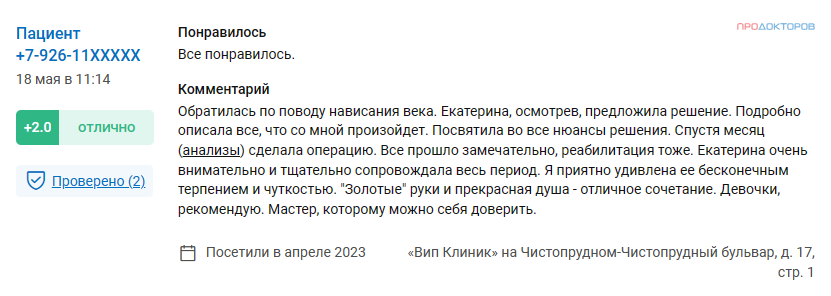 Пациент
+7-926-11XXXXX
18 мая в 11:14
+2.0 ОТЛИЧНО
Проверено (2)
ПРОДОКТОРОВ
Понравилось
Все понравилось.
Комментарий
Обратилась по поводу нависания века. Екатерина, осмотрев, предложила решение. Подробно
описала все, что со мной произойдет. Посвятила во все нюансы решения. Спустя месяц
(анализы) сделала операцию. Все прошло замечательно, реабилитация тоже. Екатерина очень
внимательно и тщательно сопровождала весь период. Я приятно удивлена ее бесконечным
терпением и чуткостью. "Золотые" руки и прекрасная душа - отличное сочетание. Девочки,
рекомендую. Мастер, которому можно себя доверить.
Посетили в апреле 2023
«Вип Клиник» на Чистопрудном-Чистопрудный бульвар, д. 17,
стр. 1